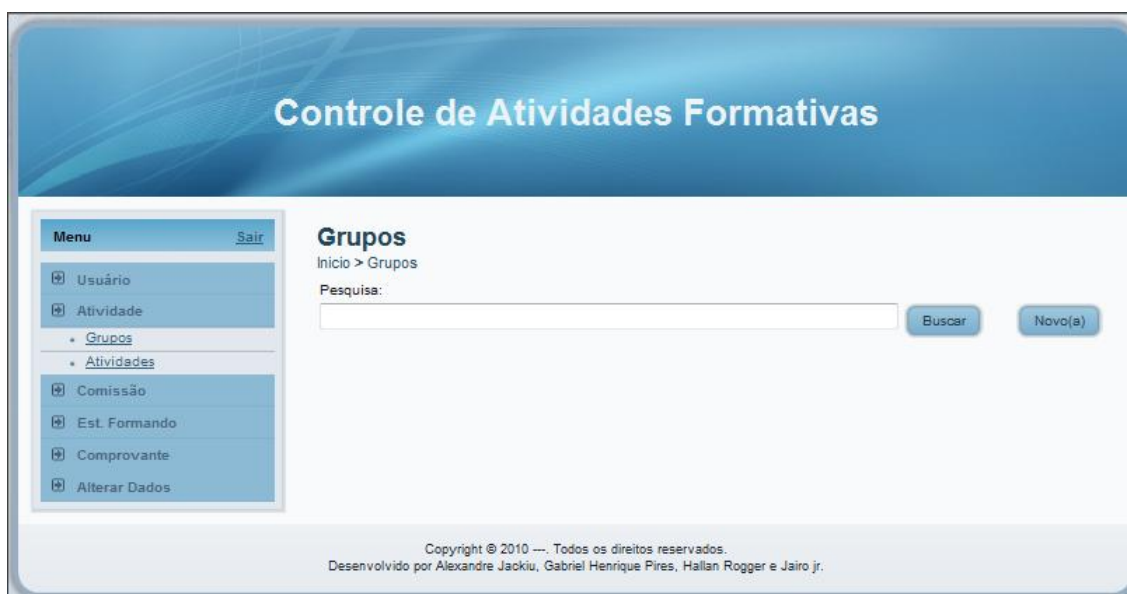 Controle de Atividades Formativas
Menu Sair
Usuário
Atividade
Grupos
Atividades
Comissão
Est. Formando
Comprovante
Alterar Dados
Grupos
Inicio > Grupos
Pesquisa:
Buscar Novo(a)
Copyright © 2010 ---. Todos os direitos reservados.
Desenvolvido por Alexandre Jackiu, Gabriel Henrique Pires, Hallan Rogger e Jairo jr.